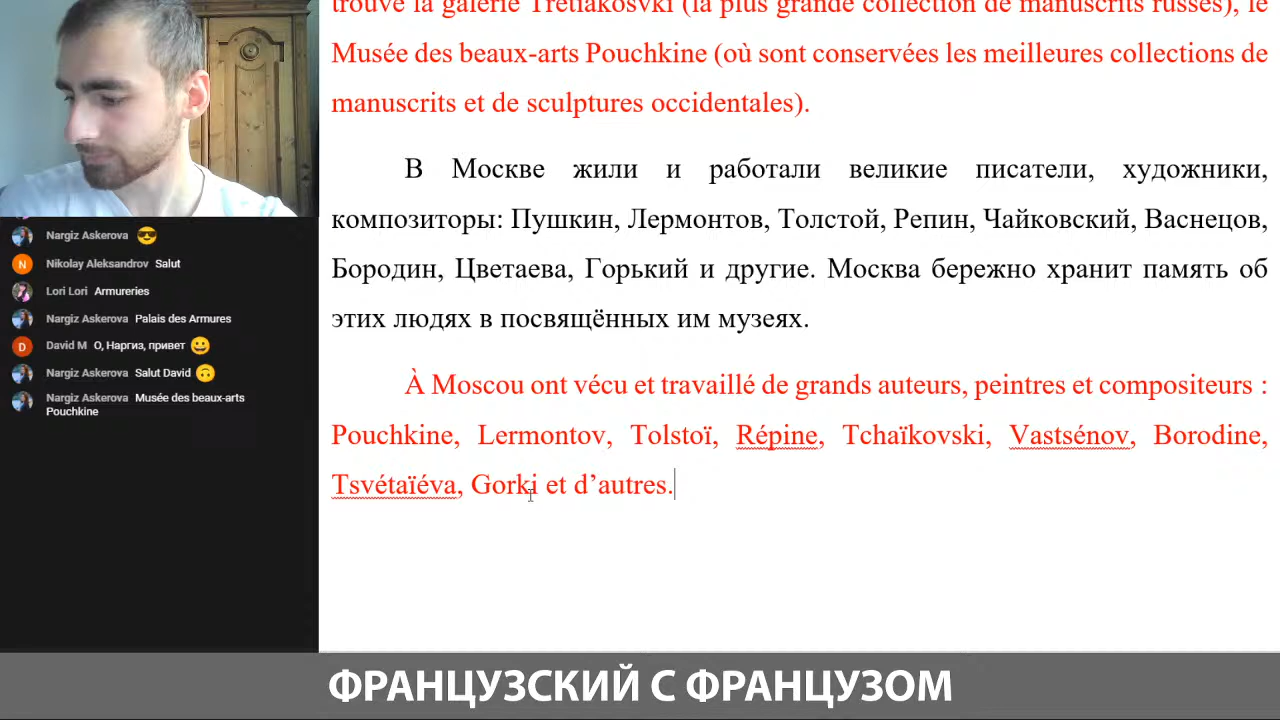 trouve la galerie Tretiakosvki (la plus grande collection de manuscrits russes), le
Musée des beaux-arts Pouchkine (où sont conservées les meilleures collections de
manuscrits et de sculptures occidentales).
В Москве жили и работали великие писатели, художники,
композиторы: Пушкин, Лермонтов, Толстой, Репин, Чайковский, Васнецов,
Бородин, Цветаева, Горький и другие. Москва бережно хранит память об
этих людях в посвящённых им музеях.
À Moscou ont vécu et travaillé de grands auteurs, peintres et compositeurs :
Pouchkine, Lermontov, Tolstoï, Répine, Tchaïkovski, Vastsénov, Borodine,
Tsvétaïéva, Gorki et d’autres.
Nargiz Askerova
N Nikolay Aleksandrov Salut
Lori Lori Armureries
Nargiz Askerova Palais des Armures
D David M О, Наргиз, привет
Nargiz Askerova Salut David
Nargiz Askerova Musée des beaux-arts
Pouchkine
ФРАНЦУЗСКИЙ С ФРАНЦУЗОМ